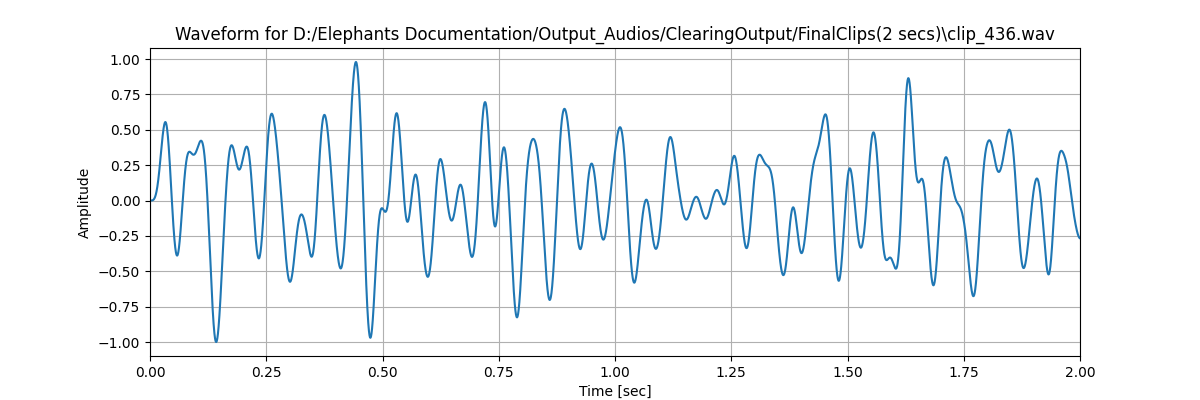 Waveform for D:/Elephants Documentation/Output_Audios/ClearingOutput/FinalClips(2 secs)\clip_436.wav
Amplitude
1.00
0.75
0.50
0.25
0.00
−0.25
−0.50
−0.75
−1.00
0.00 0.25 0.50 0.75 1.00 1.25 1.50 1.75 2.00
Time [sec]